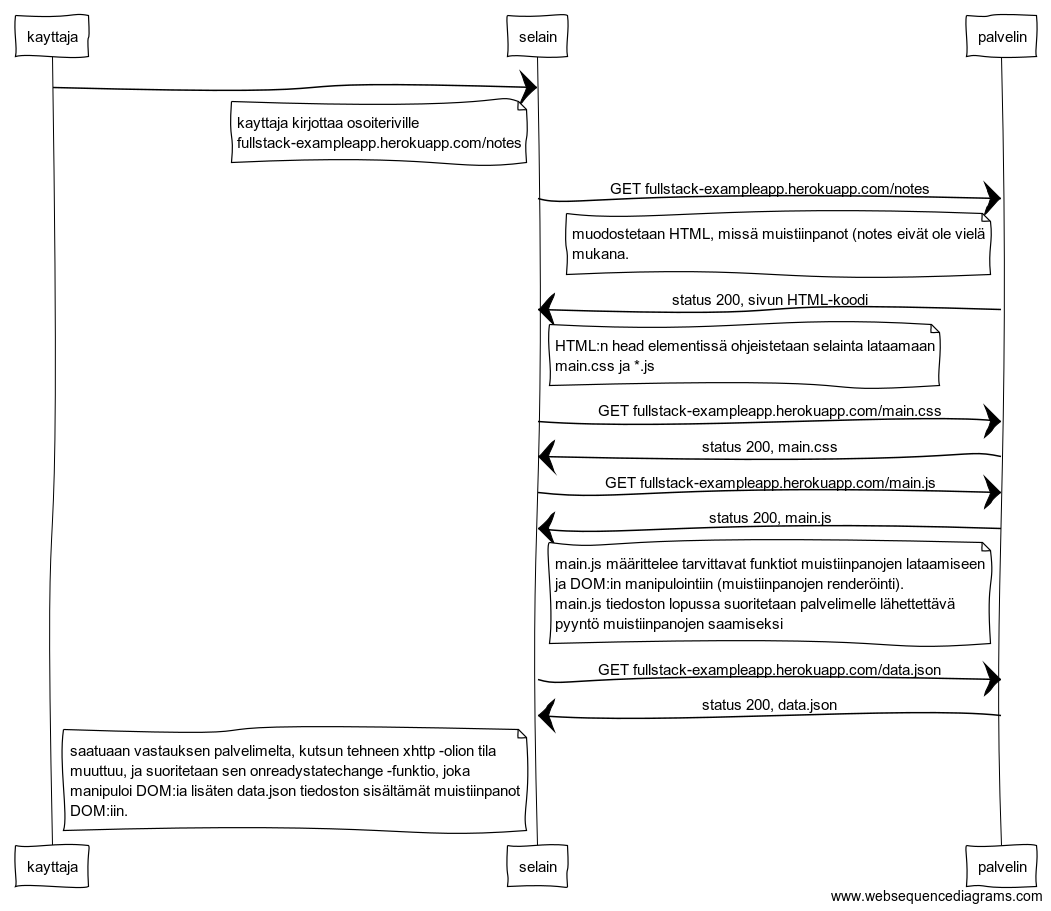 kayttaja
selain
palvelin
kayttaja kirjottaa osoiteriville
fullstack-exampleapp.herokuapp.com/notes
GET fullstack-exampleapp.herokuapp.com/notes
muodostetaan HTML, missä muistiinpanot (notes eivät ole vielä
mukana.
status 200, sivun HTML-koodi
HTML:n head elementissä ohjeistetaan selainta lataamaan
main.css ja *.js
GET fullstack-exampleapp.herokuapp.com/main.css
status 200, main.css
GET fullstack-exampleapp.herokuapp.com/main.js
status 200, main.js
main.js määrittelee tarvittavat funktiot muistiinpanojen lataamiseen
ja DOM:in manipulointiin (muistiinpanojen renderöinti).
main.js tiedoston lopussa suoritetaan palvelimelle lähettettävä
pyyntö muistiinpanojen saamiseksi
GET fullstack-exampleapp.herokuapp.com/data.json
status 200, data.json
saatuaan vastauksen palvelimelta, kutsun tehneen xhttp -olion tila
muuttuu, ja suoritetaan sen onreadystatechange -funktio, joka
manipuloi DOM:ia lisäten data.json tiedoston sisältämät muistiinpanot
DOM:iin.
kayttaja
selain
palvelin
www.websequencediagrams.com